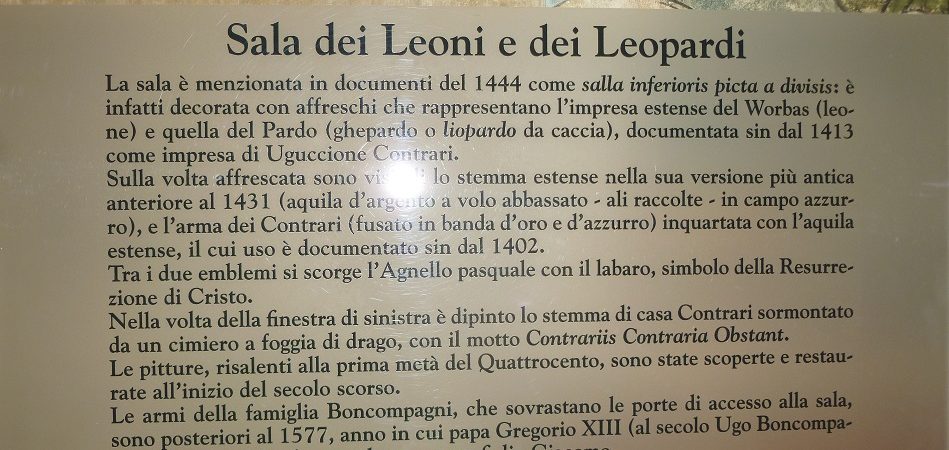 Sala dei Leoni e dei Leopardi
La sala è menzionata in documenti del 1444 come salla inferioris picta a divisis: è
infatti decorata con affreschi che rappresentano l'impresa estense del Worbas (leo-
ne) e quella del Pardo (ghepardo o liopardo da caccia), documentata sin dal 1413
come impresa di Uguccione Contrari.
Sulla volta affrescata sono lo stemma estense nella sua versione più antica
anteriore al 1431 (aquila d'argento a volo abbassato - ali raccolte - in campo azzur-
ro), e l'arma dei Contrari (fusato in banda d'oro e d'azzurro) inquartata con l'aquila
estense, il cui uso è documentato sin dal 1402.
Tra i due emblemi si scorge l'Agnello pasquale con il labaro, simbolo della Resurre-
zione di Cristo.
Nella volta della finestra di sinistra è dipinto lo stemma di casa Contrari sormontato
da un cimiero a foggia di drago, con il motto Contrariis Contraria Obstant.
Le pitture, risalenti alla prima metà del Quattrocento, sono state scoperte e restau-
rate all'inizio del secolo scorso.
Le armi della famiglia Boncompagni, che sovrastano le porte di accesso alla sala,
sono posteriori al 1577, anno in cui papa Gregorio XIII (al secolo Ugo Boncompa-